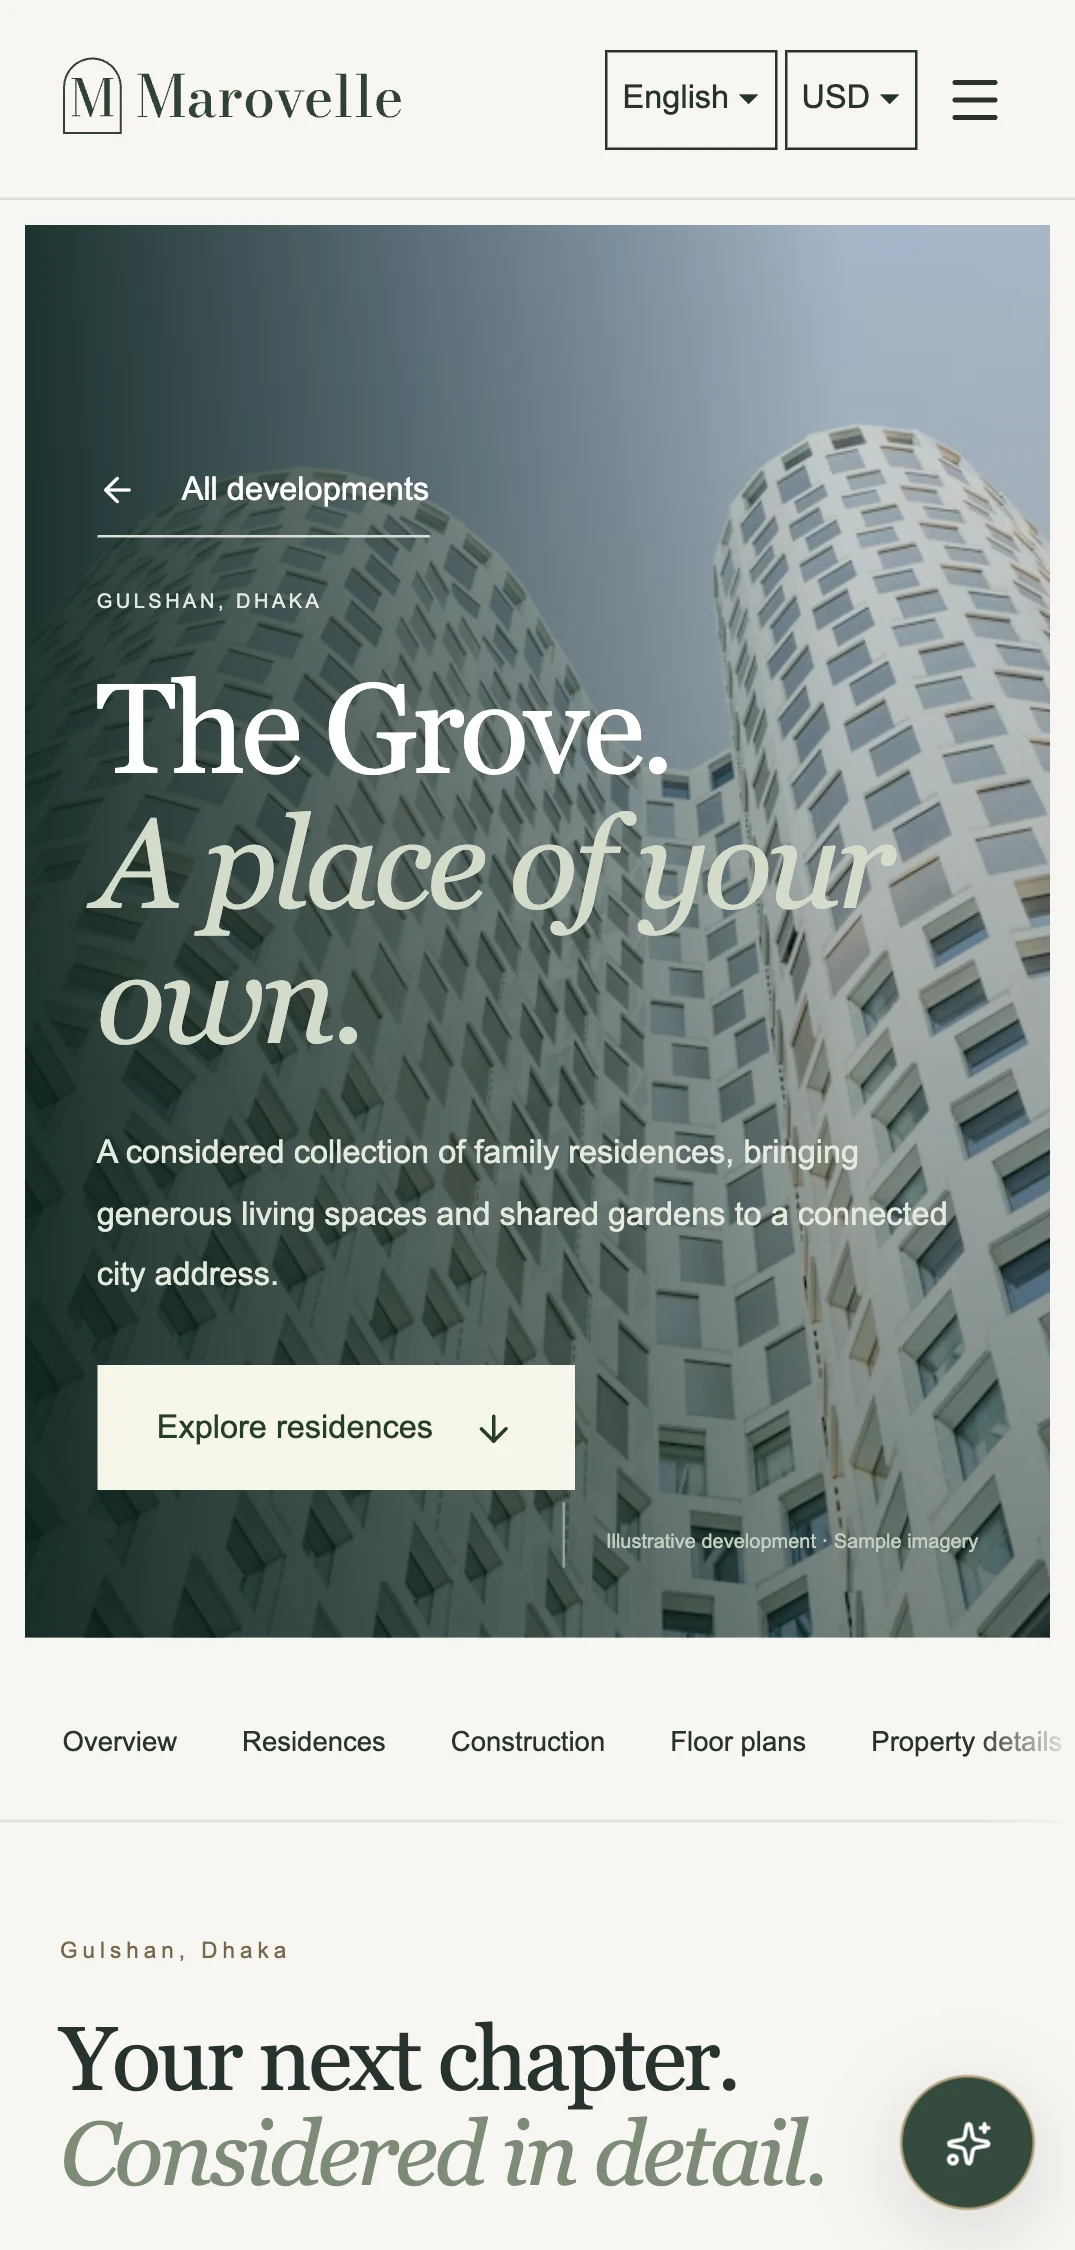 M Marovelle
English
USD
All developments
GULSHAN, DHAKA
The Grove.
A place of your
own.
A considered collection of family residences, bringing
generous living spaces and shared gardens to a connected
city address.
Explore residences
Illustrative development · Sample imagery
Overview Residences Construction Floor plans Property details
Gulshan, Dhaka
Your next chapter.
Considered in detail.